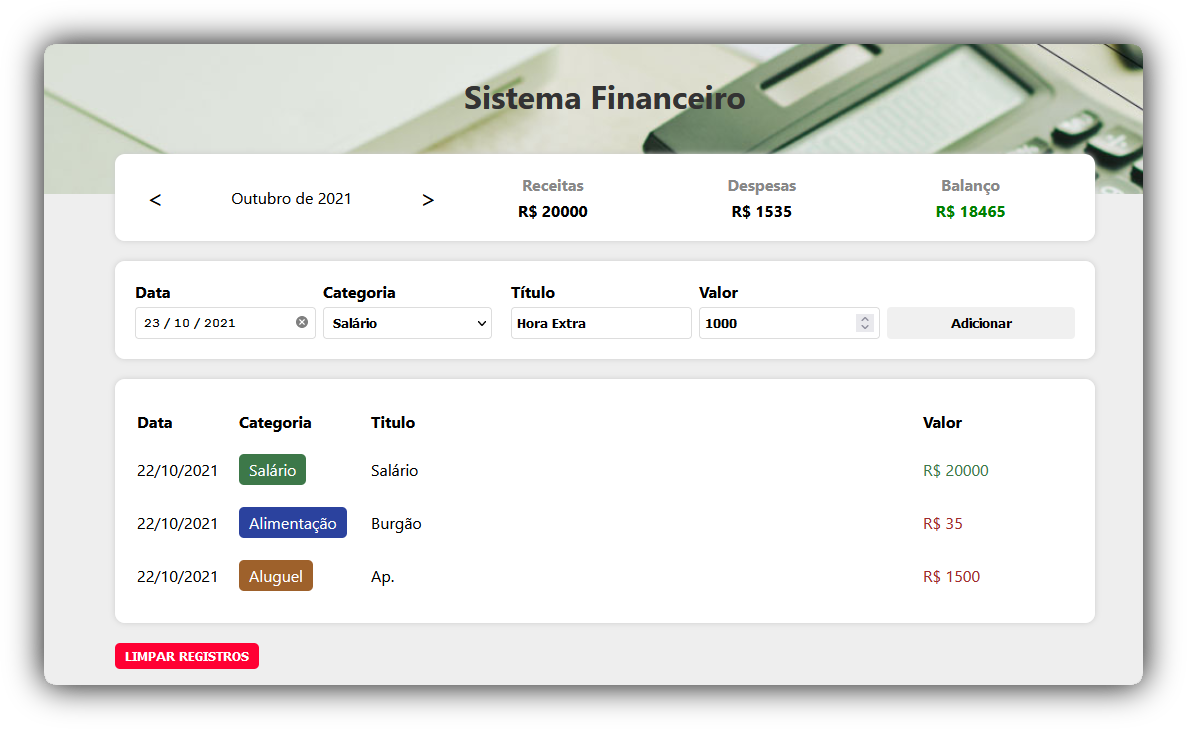 Sistema Financeiro
< Outubro de 2021 >
Receitas Despesas Balanço
R$ 20000 R$ 1535 R$ 18465
Data Categoria Título Valor
23 / 10 / 2021 Salário Hora Extra 1000 Adicionar
Data Categoria Titulo Valor
22/10/2021 Salário Salário R$ 20000
22/10/2021 Alimentação Burgão R$ 35
22/10/2021 Aluguel Ap. R$ 1500
LIMPAR REGISTROS